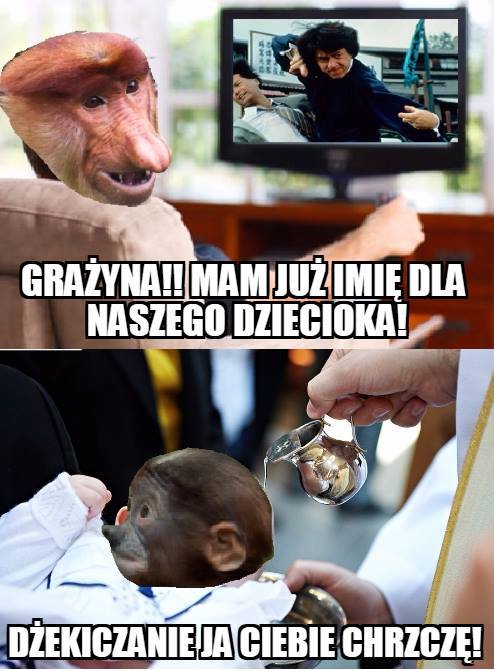 GRAŻYNA!! MAM JUŻ IMIĘ DLA
NASZEGO DZIECIOKA!
DŻEKICZANIE JA CIEBIE CHRZCZĘ!